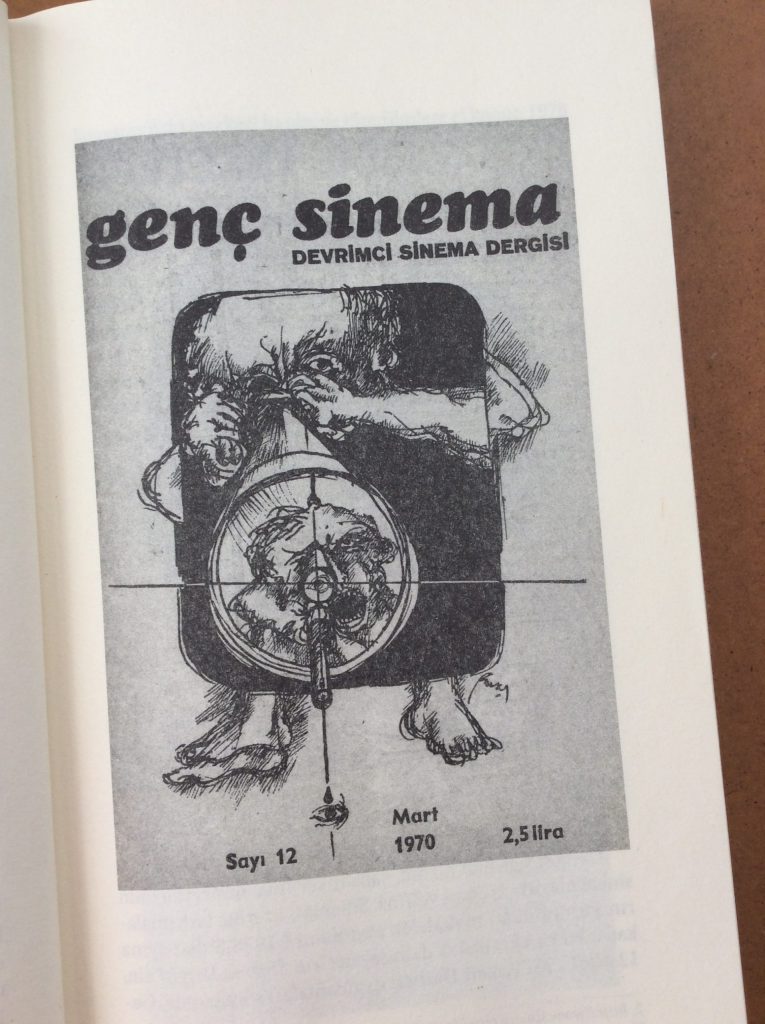 genç sinema
DEVRİMCİ SİNEMA DERGİSİ
Sayı 12
Mart
1970
2,5 lira